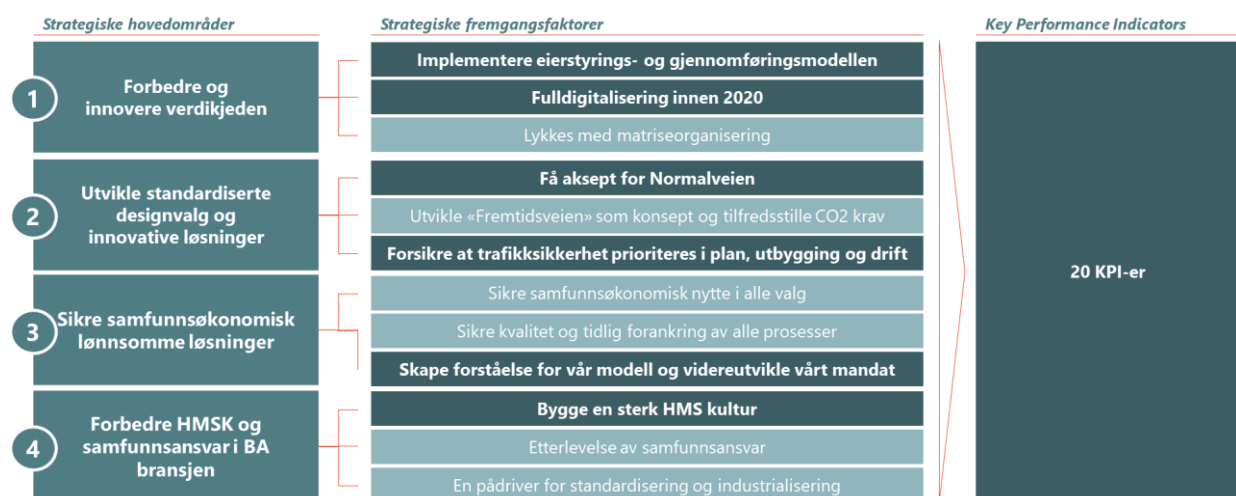 Strategiske hovedområder
Strategiske fremgangsfaktorer
Key Performance Indicators
1
Forbedre og
innovere verdikjeden
Implementere eierstyrings- og gjennomføringsmodellen
Fulldigitalisering innen 2020
Lykkes med matriseorganisering
2
Utvikle standardiserte
designvalg og
innovative løsninger
Få aksept for Normalveien
Utvikle «Fremtidsveien» som konsept og tilfredsstille CO2 krav
Forsikre at trafikksikkerhet prioriteres i plan, utbygging og drift
3
Sikre samfunnsøkonomisk
lønnsomme løsninger
Sikre samfunnsøkonomisk nytte i alle valg
Sikre kvalitet og tidlig forankring av alle prosesser
Skape forståelse for vår modell og videreutvikle vårt mandat
4
Forbedre HMSK og
samfunnsansvar i BA
bransjen
Bygge en sterk HMS kultur
Etterlevelse av samfunnsansvar
En pådriver for standardisering og industrialisering
20 KPI-er